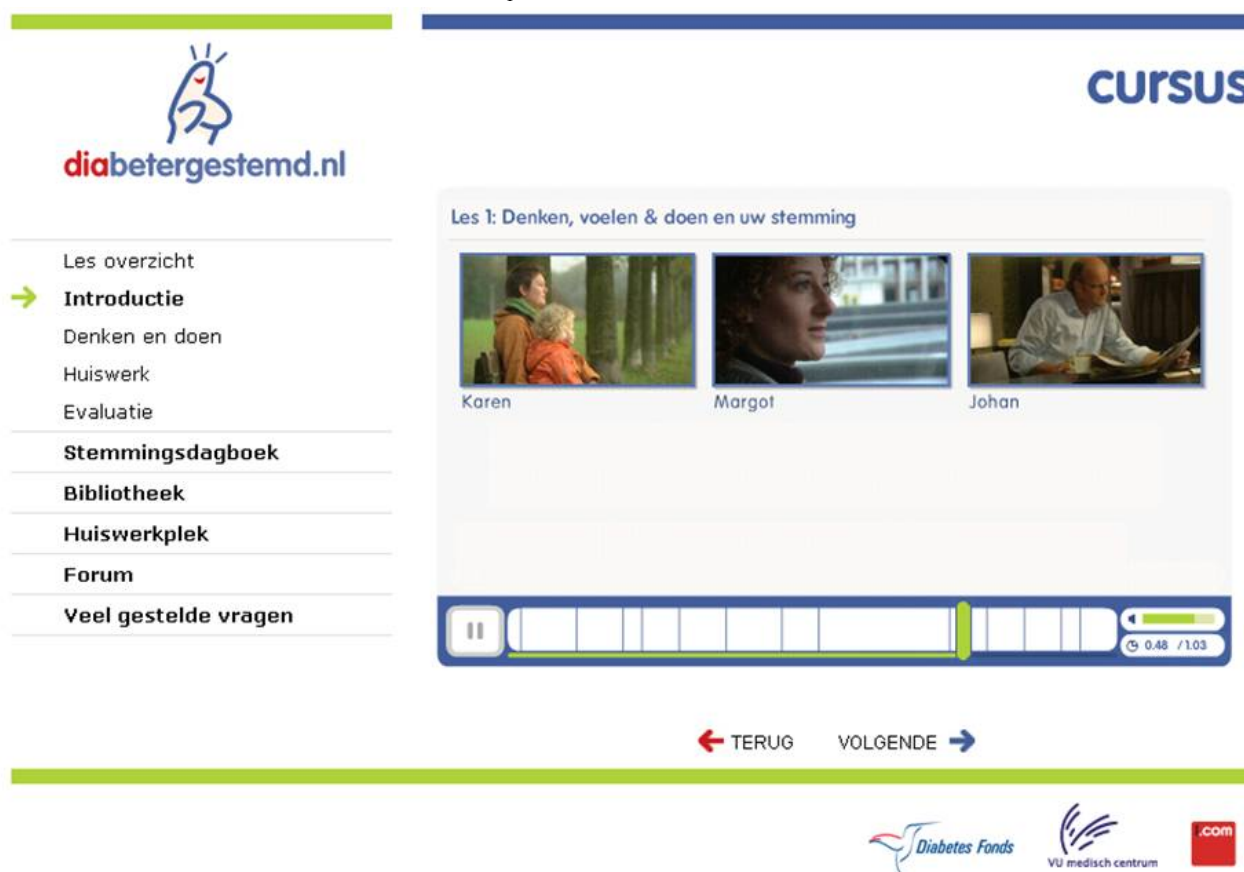 cursus
diabetergestemd.nl
Les overzicht
Introductie
Denken en doen
Huiswerk
Evaluatie
Stemmingsdagboek
Bibliotheek
Huiswerkplek
Forum
Veel gestelde vragen
Les 1: Denken, voelen & doen en uw stemming
Karen Margot Johan
0.48 / 1.03
TERUG VOLGENDE
Diabetes Fonds
VU medisch centrum
.com